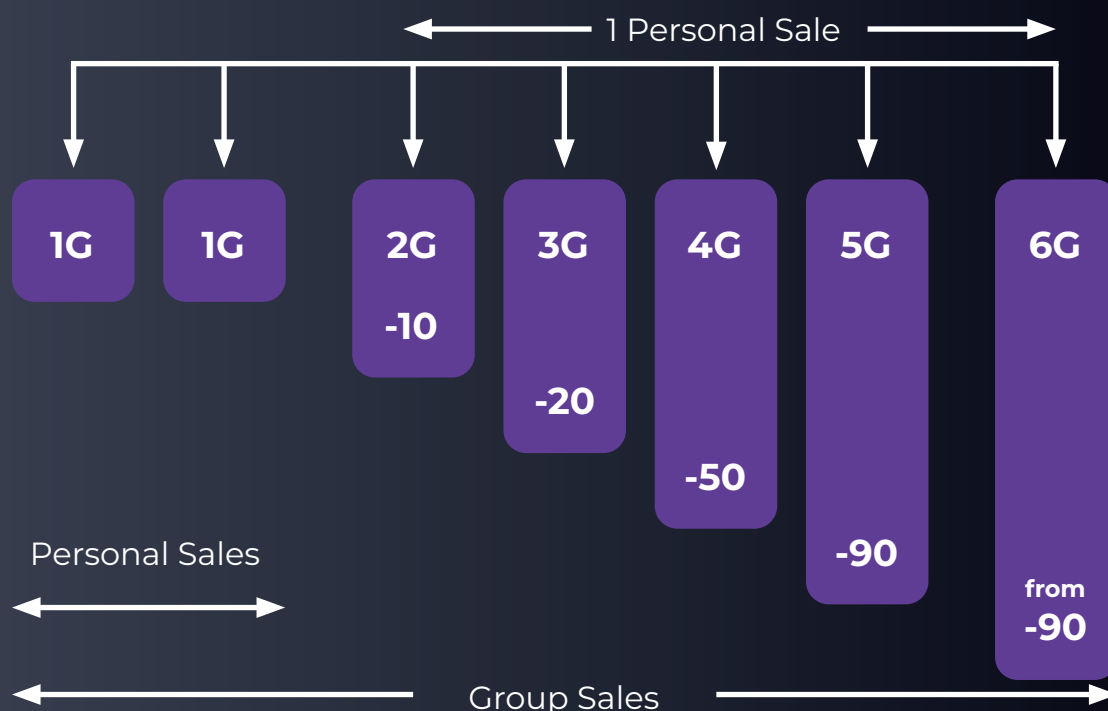 1 Personal Sale
1G 1G 2G 3G 4G 5G 6G
-10
-20
-50
-90
from
-90
Personal Sales
Group Sales